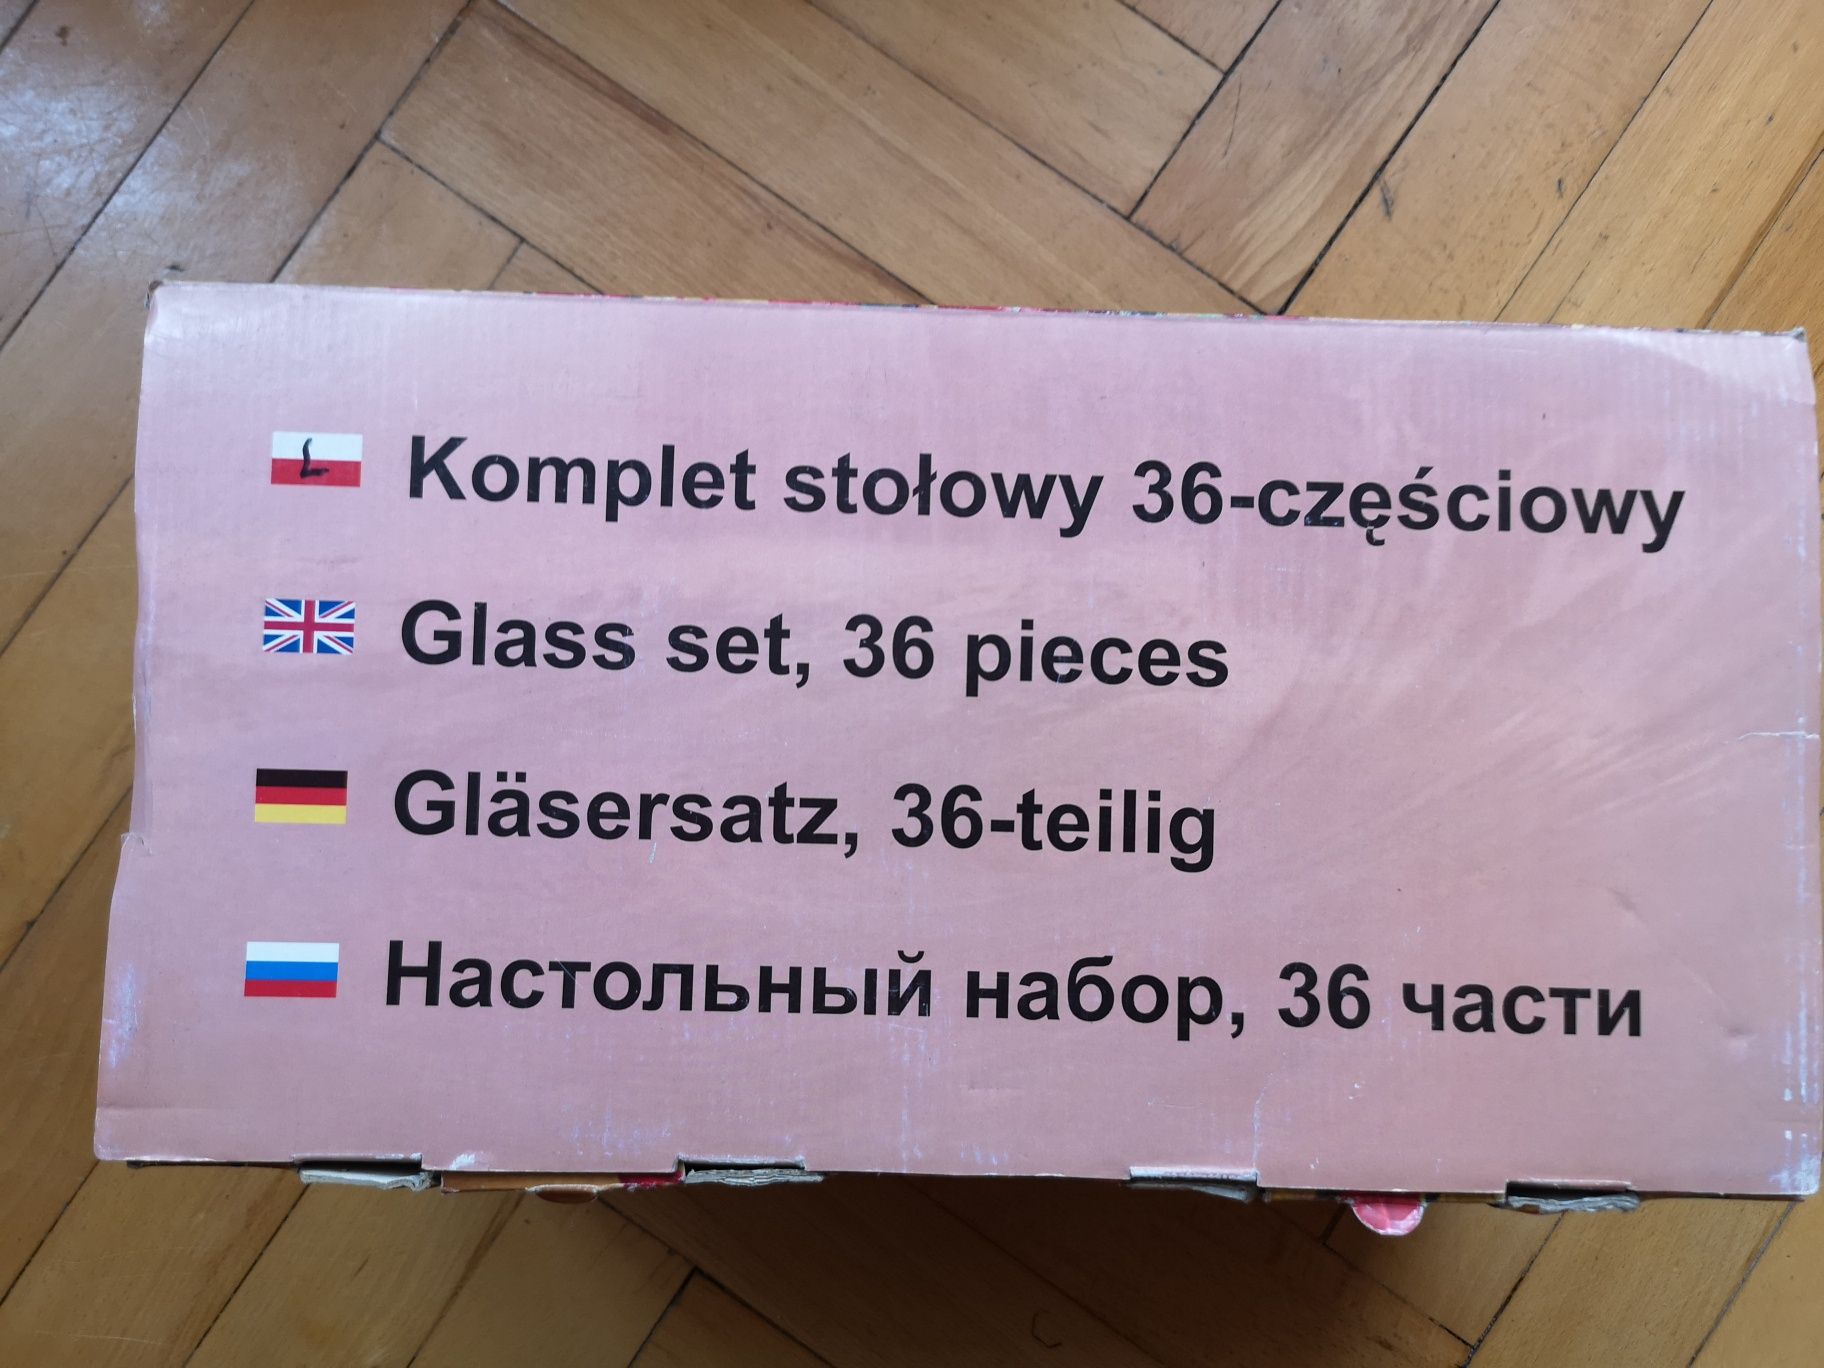 Komplet stołowy 36-częściowy
Glass set, 36 pieces
Gläsersatz, 36-teilig
Настольный набор, 36 части